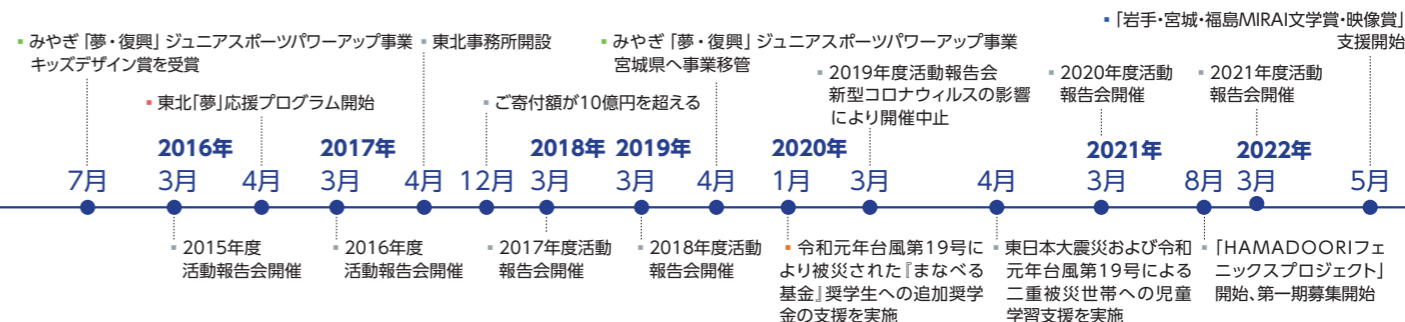 ▪「岩手・宮城・福島MIRAI文学賞・映像賞」
支援開始
▪ みやぎ「夢・復興」ジュニアスポーツパワーアップ事業
キッズデザイン賞を受賞
▪ 東北事務所開設
▪ みやぎ「夢・復興」ジュニアスポーツパワーアップ事業
宮城県へ事業移管
▪ 2019年度活動報告会
新型コロナウィルスの影響
により開催中止
▪ 2020年度活動
報告会開催
▪ 2021年度活動
報告会開催
▪ 東北「夢」応援プログラム開始
▪ ご寄付額が10億円を超える
2016年 2017年 2018年 2019年 2020年 2021年 2022年
7月 3月 4月 3月 4月 12月 3月 3月 4月 1月 3月 4月 3月 8月 3月 5月
▪ 2015年度
活動報告会開催
▪ 2016年度
活動報告会開催
▪ 2017年度活動
報告会開催
▪ 2018年度活動
報告会開催
▪ 令和元年台風第19号に
より被災された『まなべる
基金』奨学生への追加奨学
金の支援を実施
▪ 東日本大震災および令和
元年台風第19号による
二重被災世帯への児童
学習支援を実施
▪ 「HAMADOORIフェ
ニックスプロジェクト」
開始、第一期募集開始